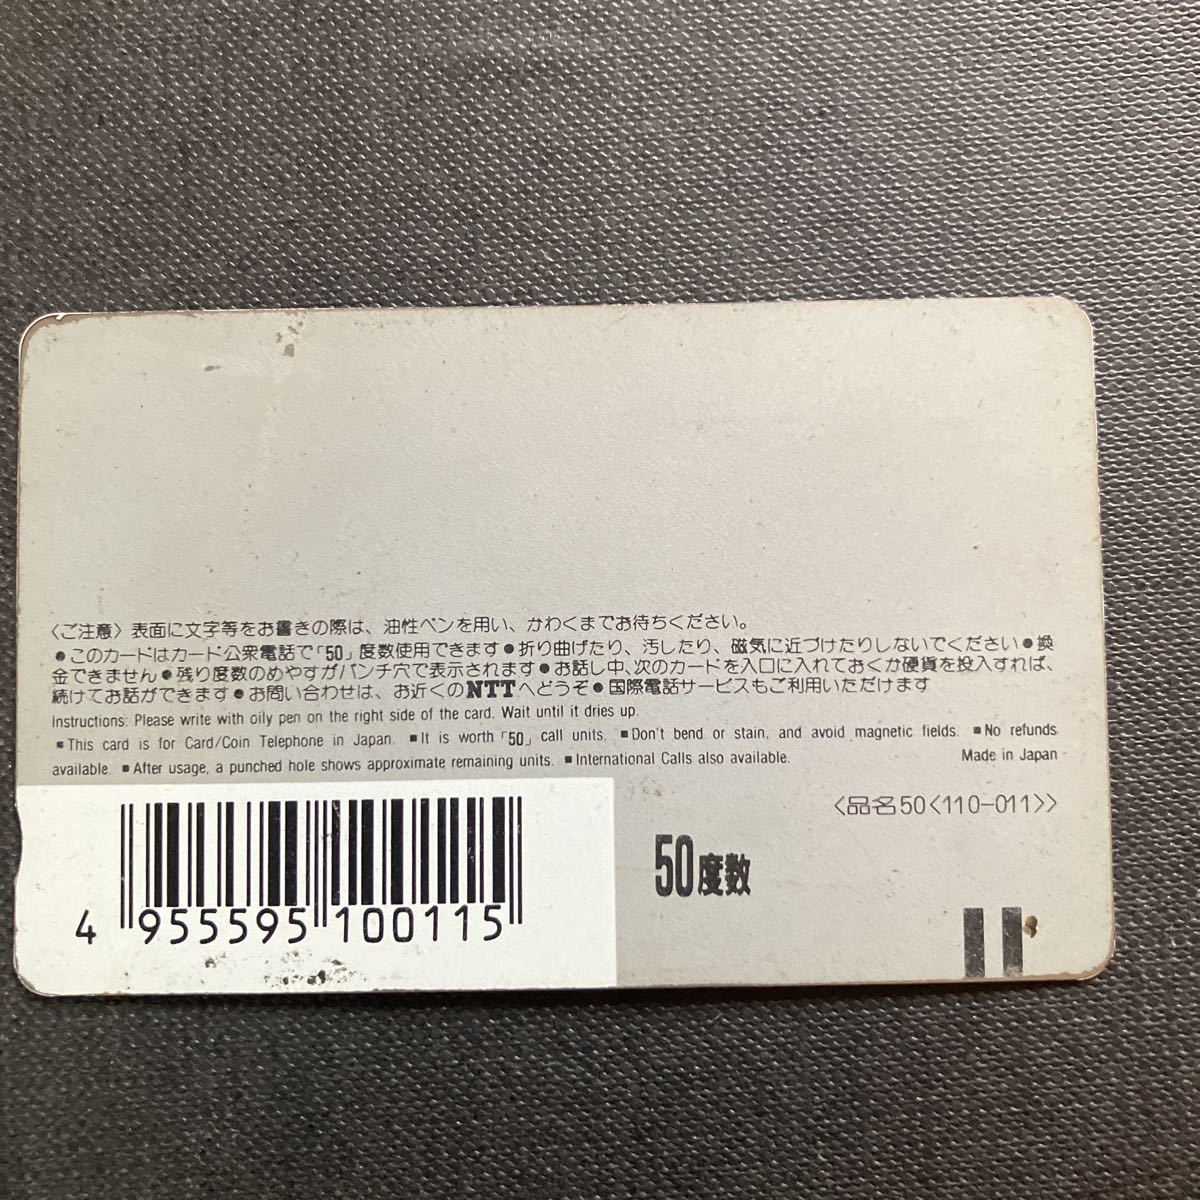 〈ご注意〉表面に文字等をお書きの際は、油性ペンを用い、かわくまでお待ちください。
●このカードはカード公衆電話で「50」度数使用できます●折り曲げたり、汚したり、磁気に近づけたりしないでください●換
金できません●残り度数のめやすがパンチ穴で表示されます●お話し中、次のカードを入口に入れておくか硬貨を投入すれば、
続けてお話ができます●お問い合わせは、お近くのNTTへどうぞ●国際電話サービスもご利用いただけます
Instructions: Please write with oily pen on the right side of the card. Wait until it dries up.
■This card is for Card/Coin Telephone in Japan. ■It is worth「50」call units. ■Don't bend or stain, and avoid magnetic fields. ■No refunds
available. ■After usage, a punched hole shows approximate remaining units. ■International Calls also available. Made in Japan
〈品名50〈110-011〉〉
50度数
4 955595 100115